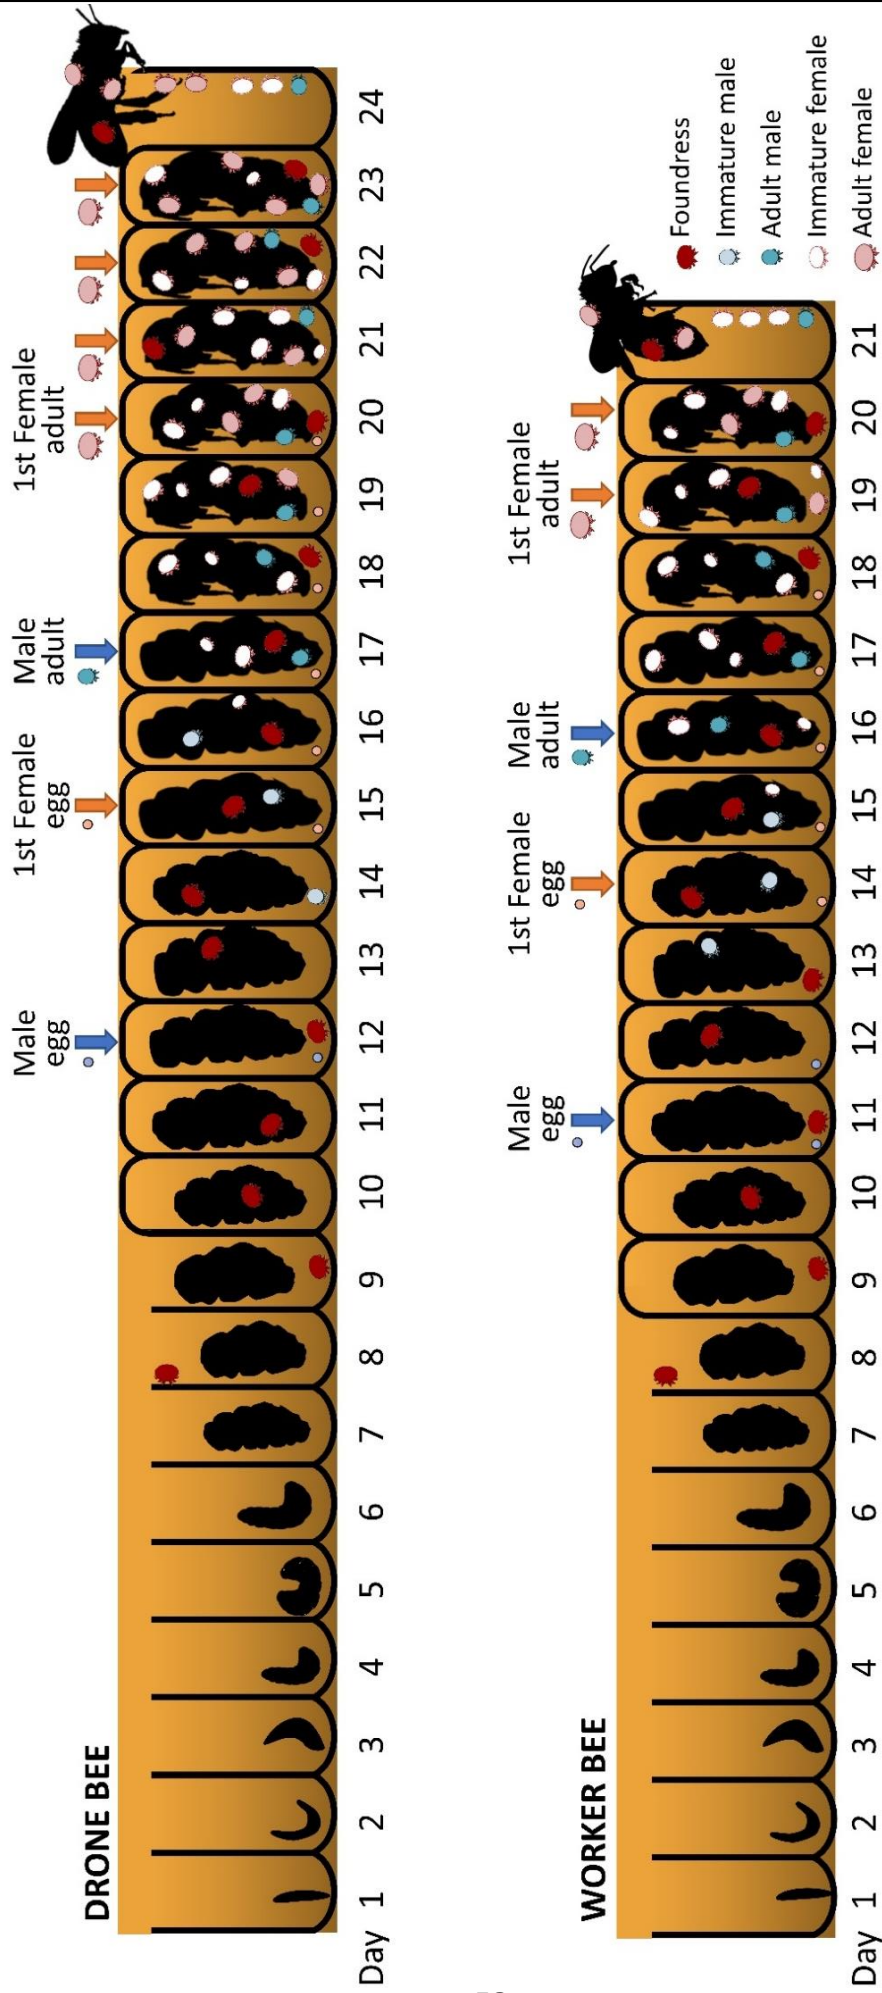 DRONE BEE
Male
egg
1st Female
egg
Male
adult
1st Female
adult
Day 1 2 3 4 5 6 7 8 9 10 11 12 13 14 15 16 17 18 19 20 21 22 23 24
WORKER BEE
Male
egg
1st Female
egg
Male
adult
1st Female
adult
Foundress
Immature male
Adult male
Immature female
Adult female
Day 1 2 3 4 5 6 7 8 9 10 11 12 13 14 15 16 17 18 19 20 21